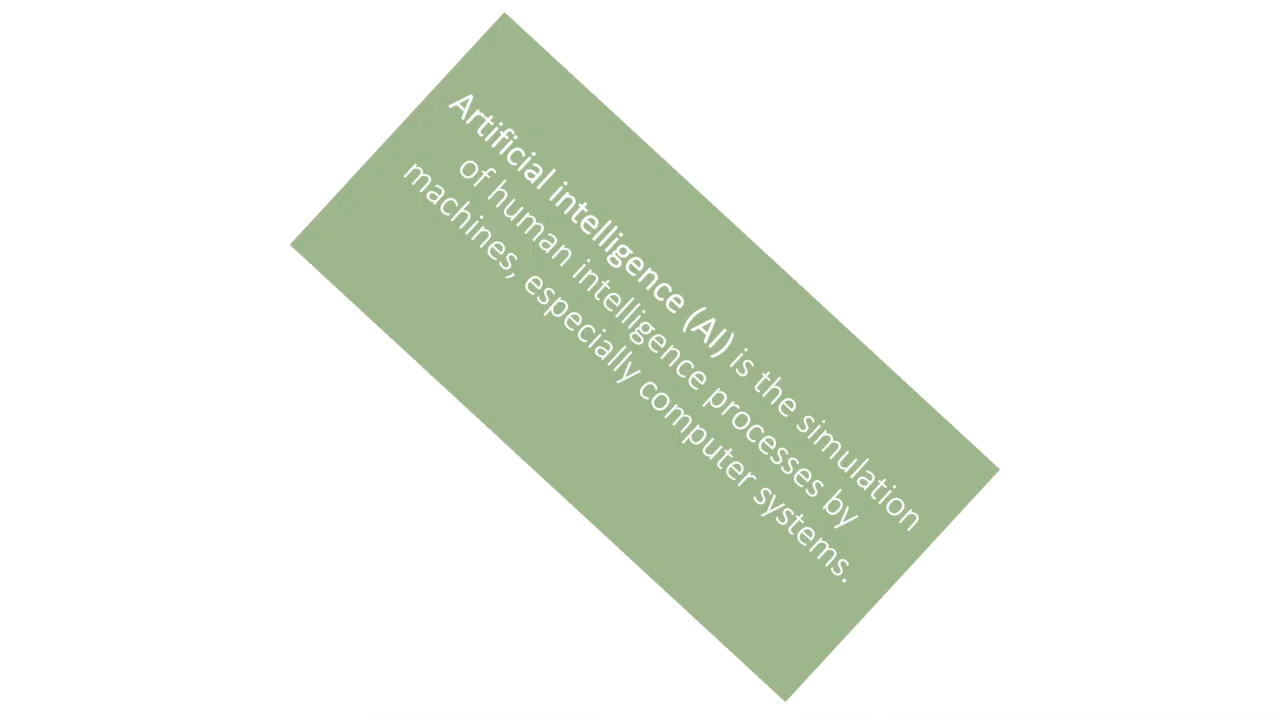 Artificial intelligence (AI) is the simulation
of human intelligence processes by
machines, especially computer systems.